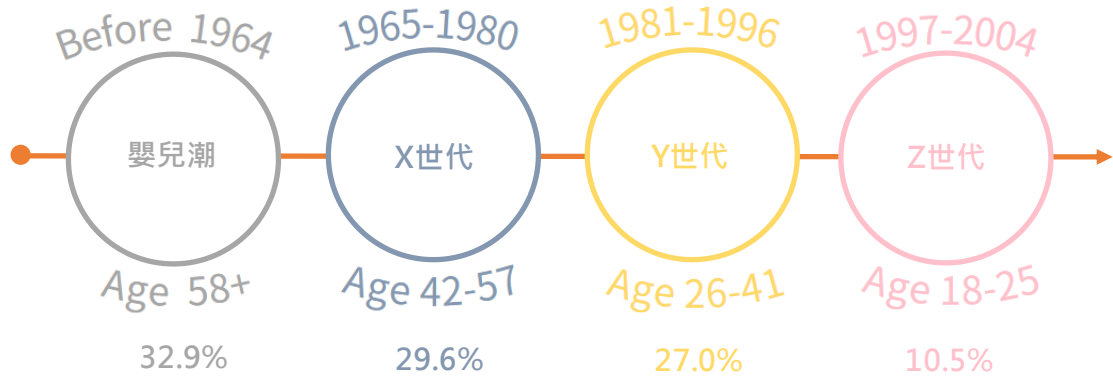 Before 1964
嬰兒潮
Age 58+
32.9%
1965-1980
X世代
Age 42-57
29.6%
1981-1996
Y世代
Age 26-41
27.0%
1997-2004
Z世代
Age 18-25
10.5%